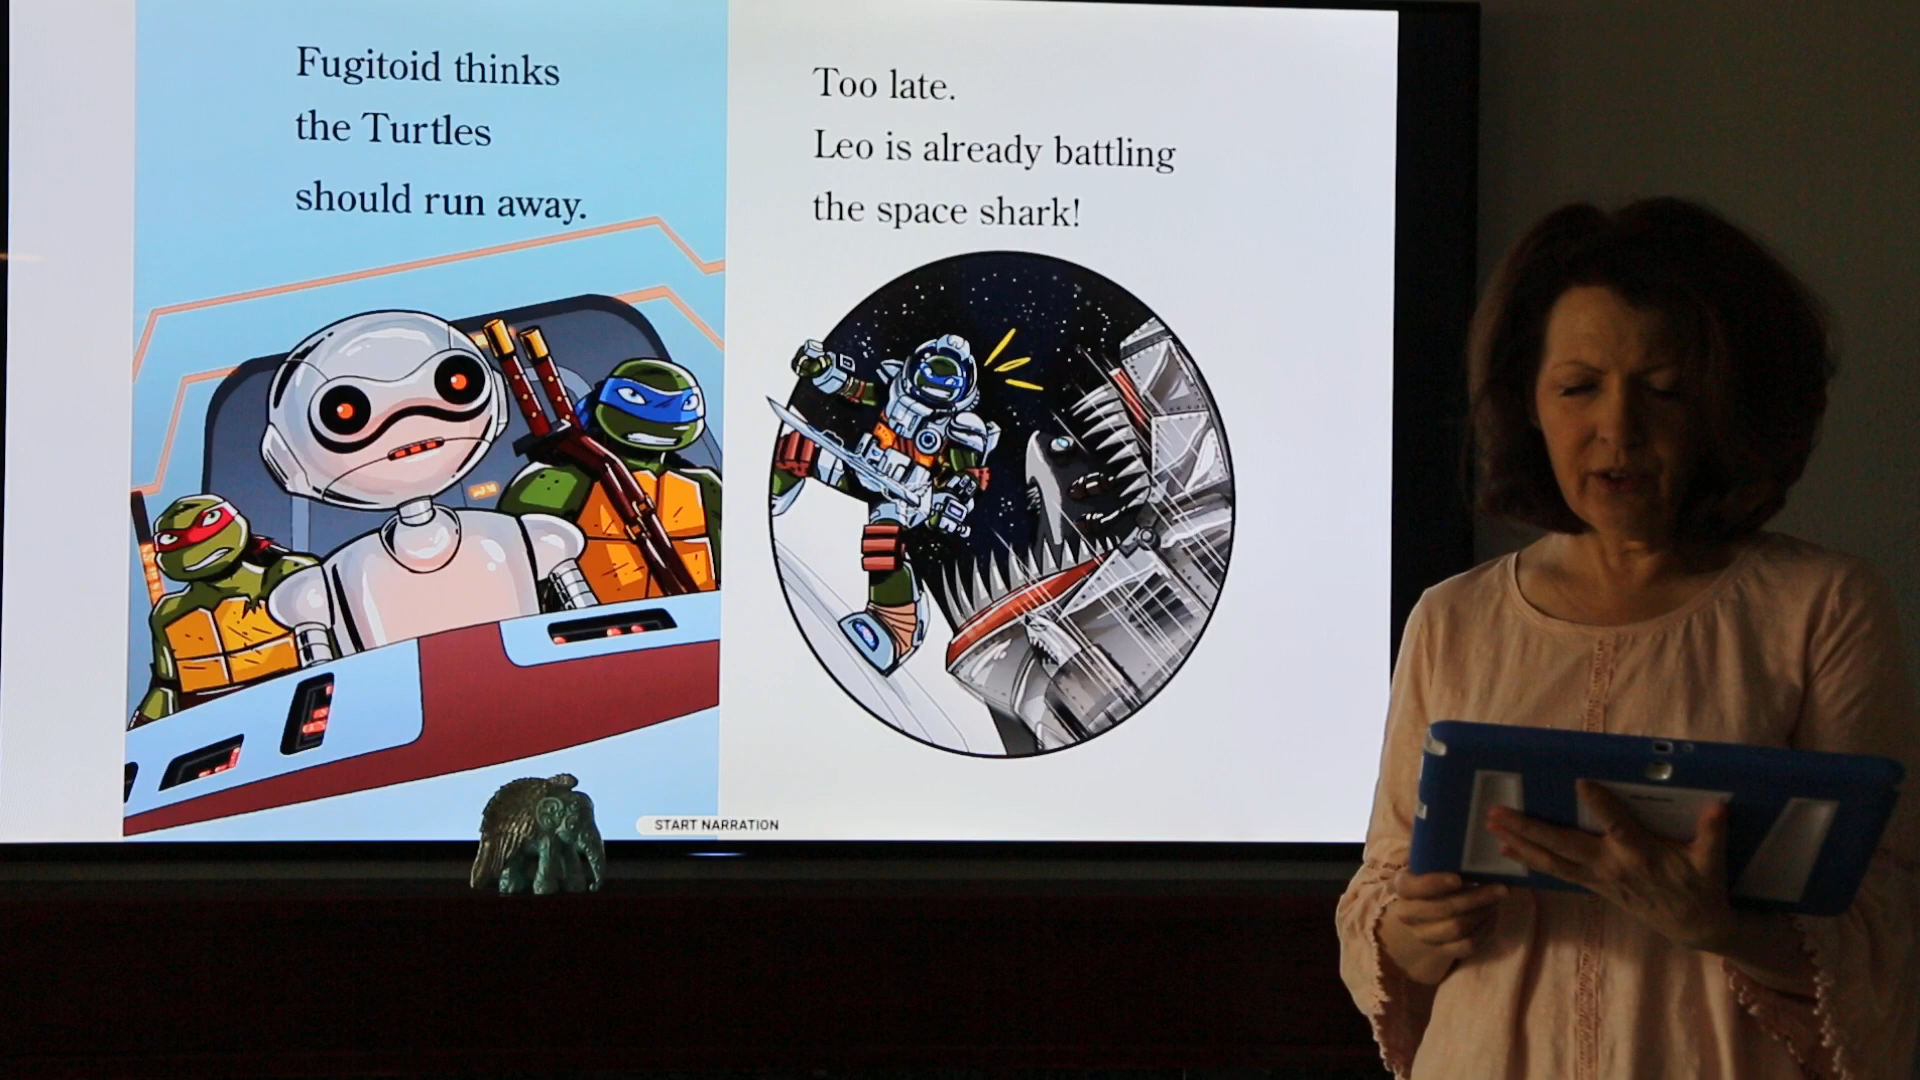 Fugitoid thinks
the Turtles
should run away.
Too late.
Leo is already battling
the space shark!
START NARRATION